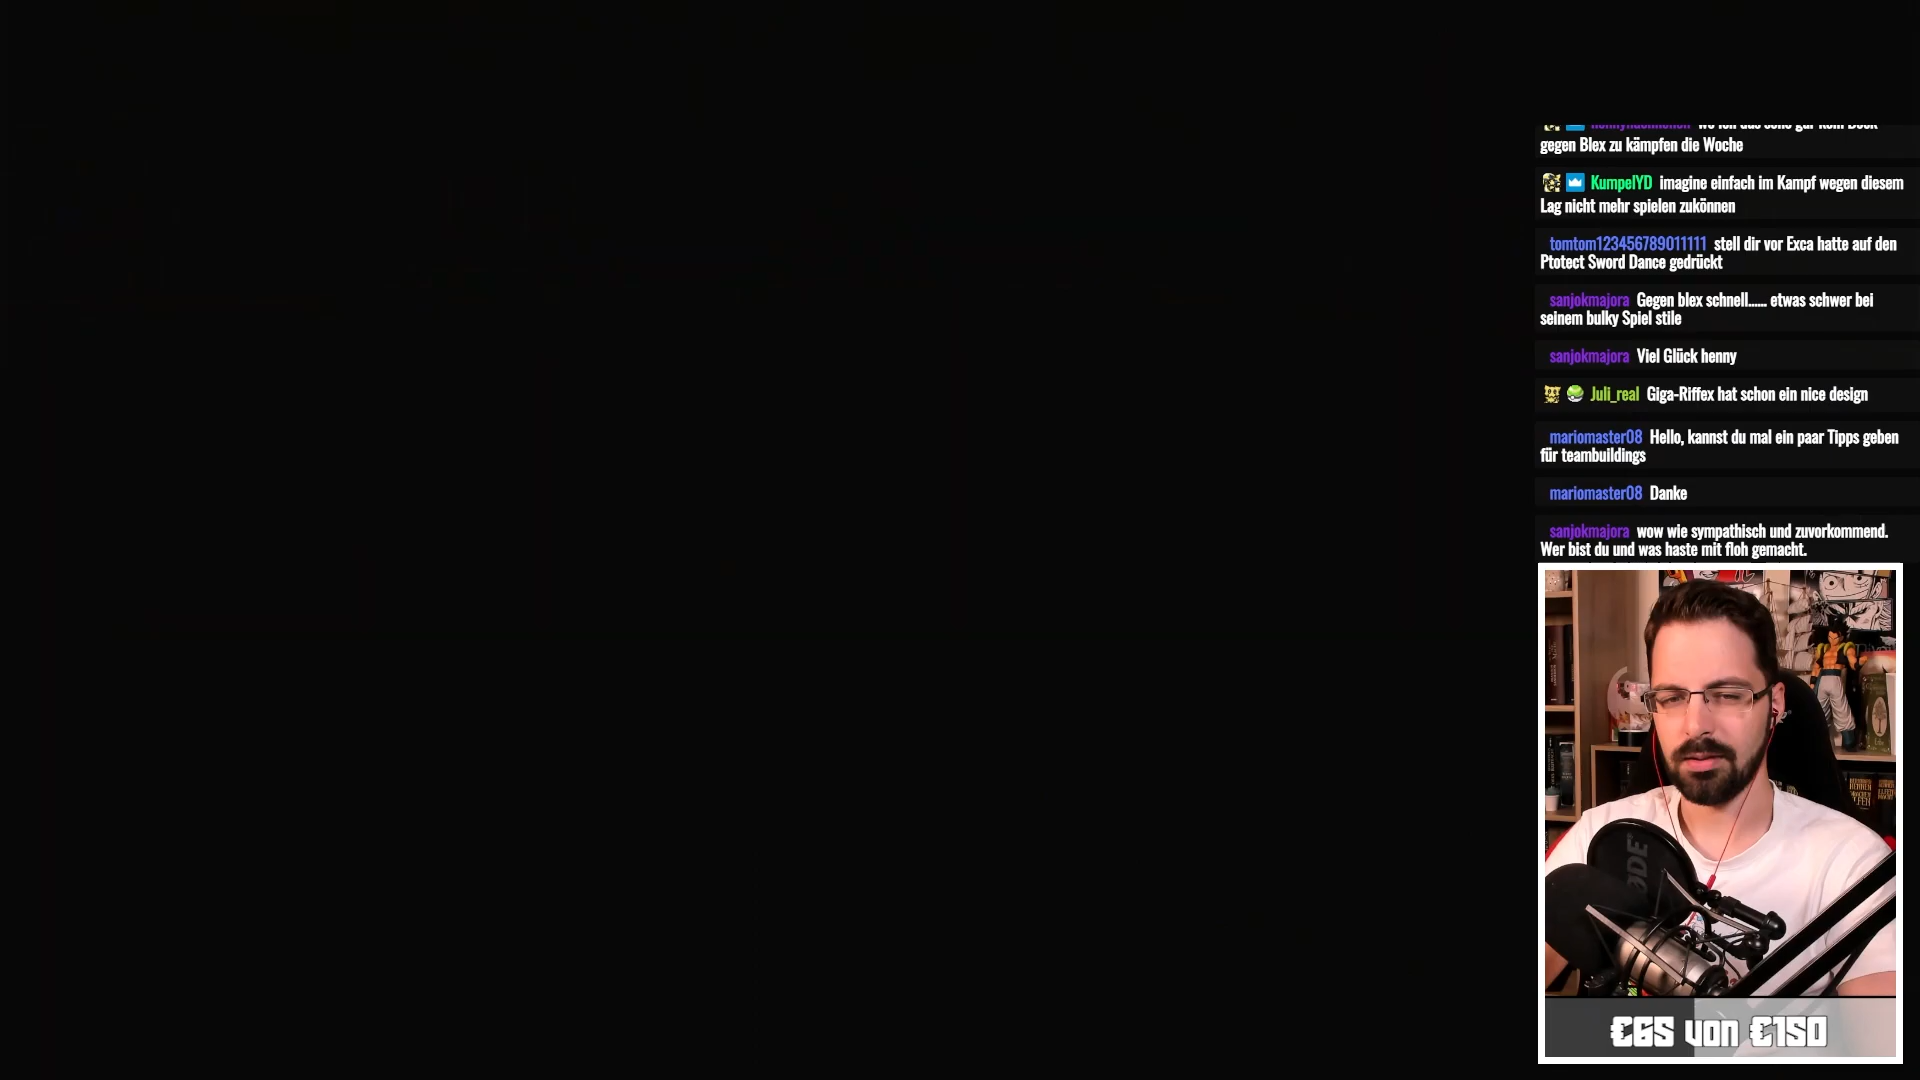 gegen Blex zu kämpfen die Woche
KumpelYD imagine einfach im Kampf wegen diesem
Lag nicht mehr spielen zukönnen
tomtom123456789011111 stell dir vor Exca hatte auf den
Ptotect Sword Dance gedrückt
sanjokmajora Gegen blex schnell...... etwas schwer bei
seinem bulky Spiel stile
sanjokmajora Viel Glück henny
Juli_real Giga-Riffex hat schon ein nice design
mariomaster08 Hello, kannst du mal ein paar Tipps geben
für teambuildings
mariomaster08 Danke
sanjokmajora wow wie sympathisch und zuvorkommend.
Wer bist du und was haste mit floh gemacht.
€65 von €150